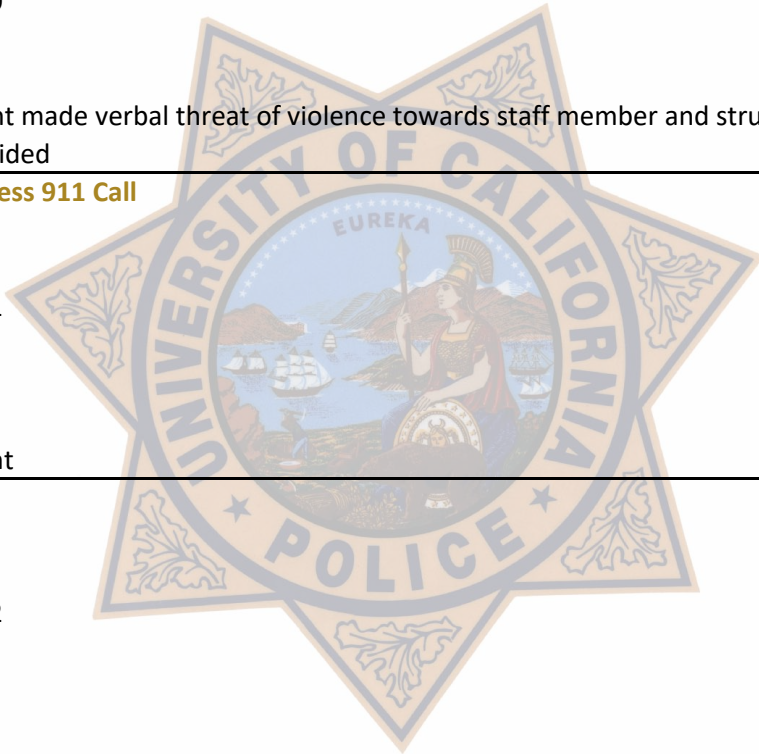 nt made verbal threat of violence towards staff member and stru
ided
ess 911 Call
UNIVERSITY OF CALIFORNIA
EUREKA
nt
POLICE